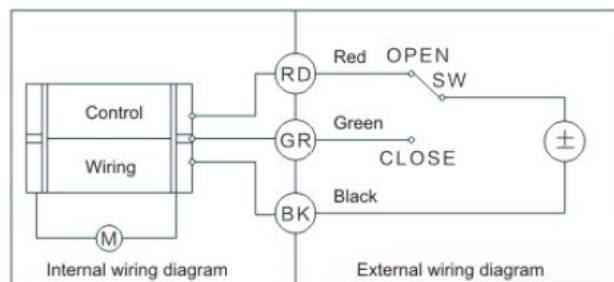 Red
OPEN
RD
SW
Control
Green
GR
CLOSE
±
Wiring
Black
BK
M
Internal wiring diagram
External wiring diagram